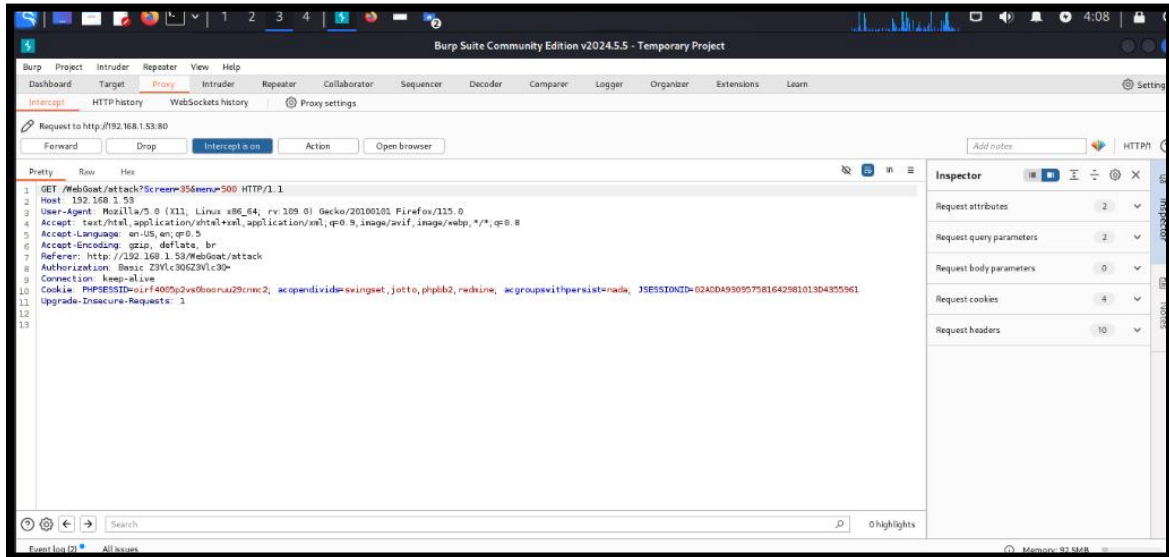 1 2 3 4 2 4:08
Burp Suite Community Edition v2024.5.5 - Temporary Project
Burp Project Intruder Repeater View Help
Dashboard Target Proxy Intruder Repeater Collaborator Sequencer Decoder Comparer Logger Organizer Extensions Learn Setting
Intercept HTTP history WebSockets history Proxy settings
Request to http://192.168.1.53:80
Forward Drop Intercept is on Action Open browser Add notes HTTP/1
Pretty Raw Hex \n Inspector
1 GET /WebGoat/attack?Screen=35&menu=500 HTTP/1.1
2 Host: 192.168.1.53
3 User-Agent: Mozilla/5.0 (X11; Linux x86_64; rv:109.0) Gecko/20100101 Firefox/115.0
4 Accept: text/html,application/xhtml+xml,application/xml;q=0.9,image/avif,image/webp,*/*;q=0.8
5 Accept-Language: en-US,en;q=0.5
6 Accept-Encoding: gzip, deflate, br
7 Referer: http://192.168.1.53/WebGoat/attack
8 Authorization: Basic Z3Vlc3Q6Z3Vlc3Q=
9 Connection: keep-alive
10 Cookie: PHPSESSID=oirf4005p2vs0booruu29cnmc2; acopendivids=swingset,jotto,phpbb2,redmine; acgroupswithpersist=nada; JSESSIONID=02A0DA930957581642981013D4355961
11 Upgrade-Insecure-Requests: 1
12
13
Request attributes 2
Request query parameters 2
Request body parameters 0
Request cookies 4
Request headers 10
Inspector
Notes
Search 0 highlights
Event log (2) All issues Memory: 92.5MB